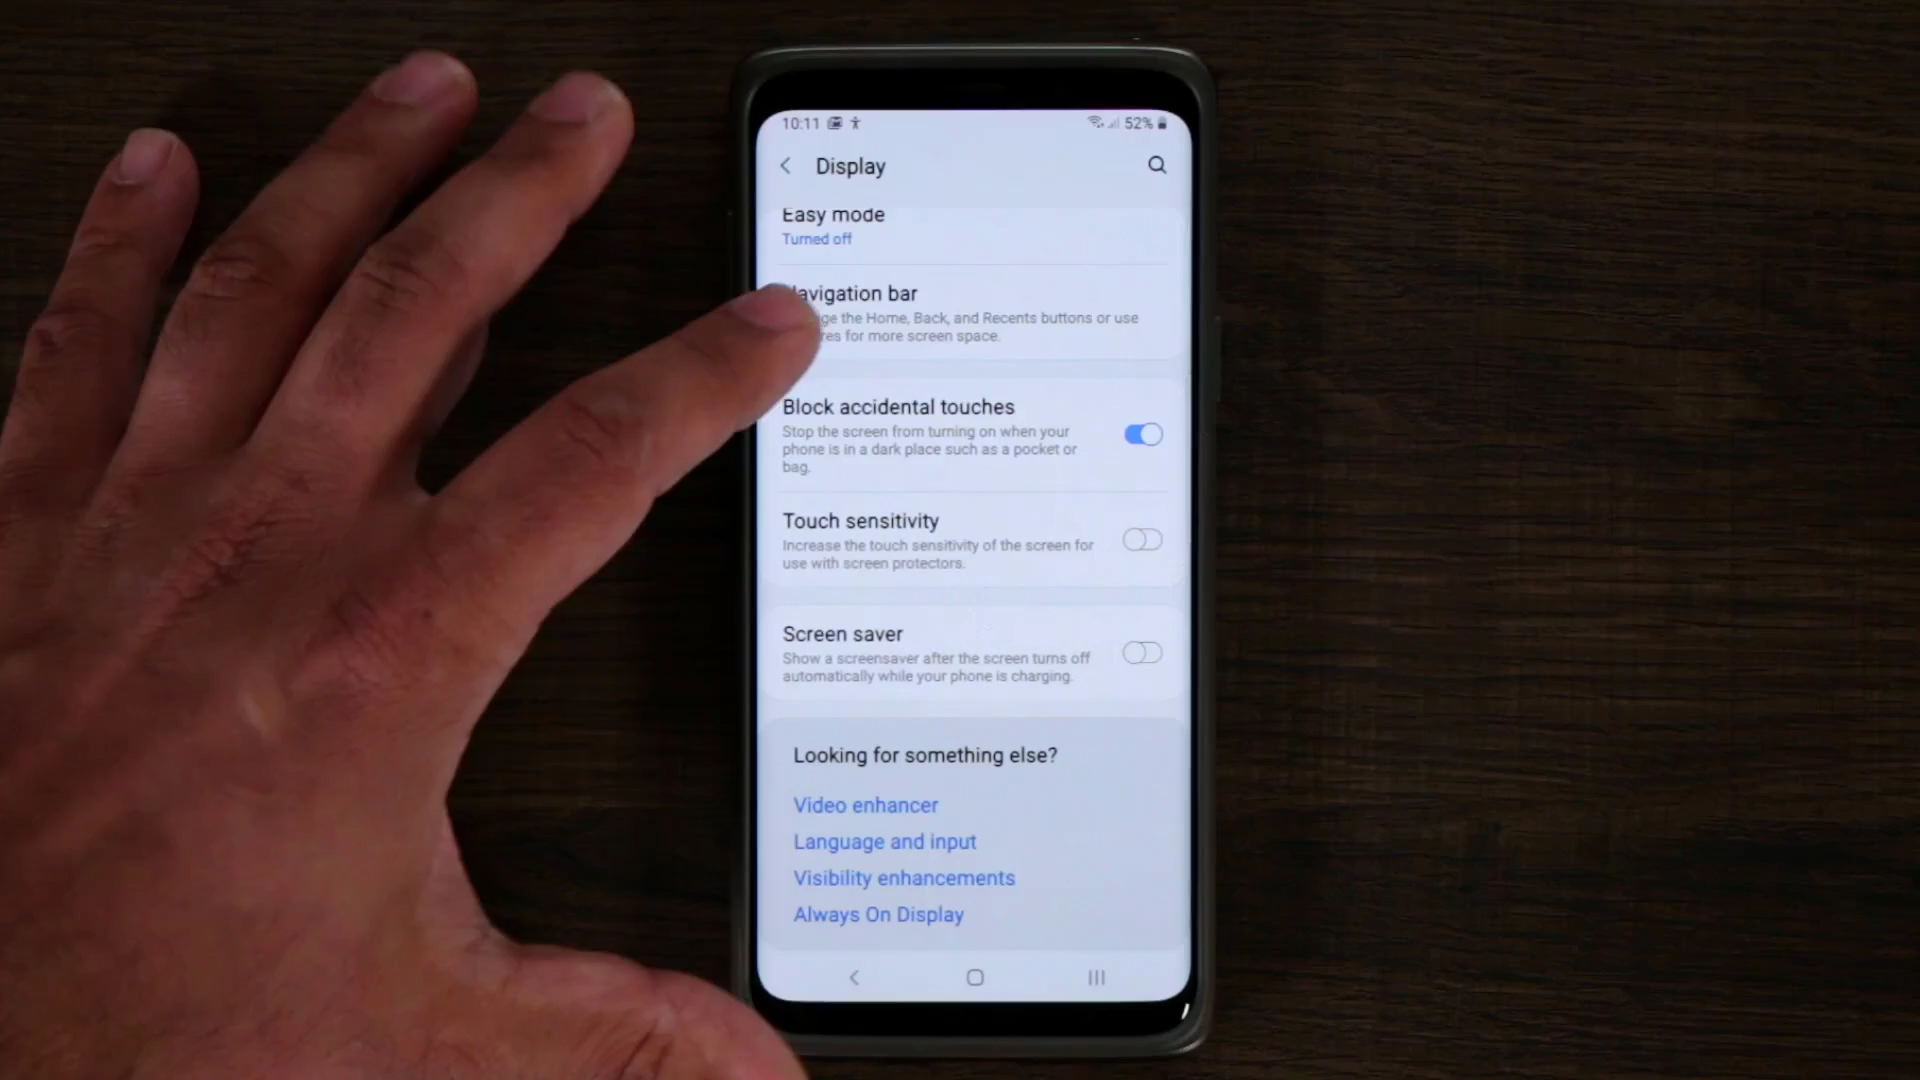 10:11 52%
Display
Easy mode
Turned off
avigation bar
the Home, Back, and Recents buttons or use
for more screen space.
Block accidental touches
Stop the screen from turning on when your
phone is in a dark place such as a pocket or
bag.
Touch sensitivity
Increase the touch sensitivity of the screen for
use with screen protectors.
Screen saver
Show a screensaver after the screen turns off
automatically while your phone is charging.
Looking for something else?
Video enhancer
Language and input
Visibility enhancements
Always On Display